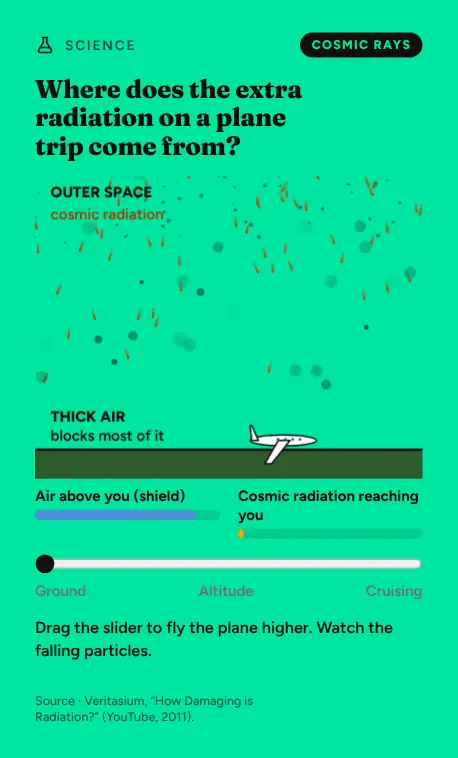 SCIENCE
COSMIC RAYS
Where does the extra
radiation on a plane
trip come from?
OUTER SPACE
cosmic radiation
THICK AIR
blocks most of it
Air above you (shield)
Cosmic radiation reaching
you
Ground
Altitude
Cruising
Drag the slider to fly the plane higher. Watch the
falling particles.
Source · Veritasium, “How Damaging is
Radiation?” (YouTube, 2011).